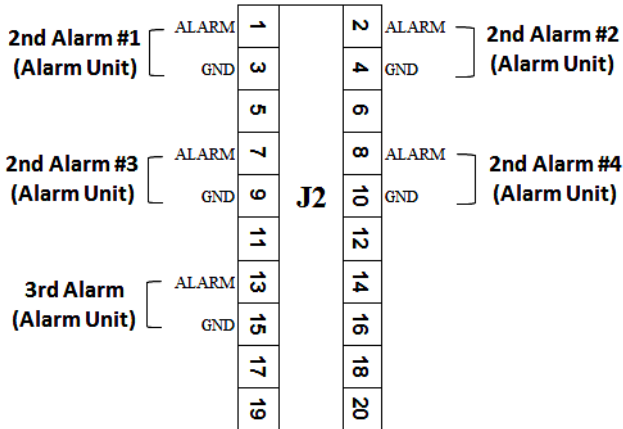 2nd Alarm #1
(Alarm Unit)
ALARM 1
GND 3
5
2 ALARM
4 GND
6
2nd Alarm #2
(Alarm Unit)
2nd Alarm #3
(Alarm Unit)
ALARM 7
GND 9
11
J2
8 ALARM
10 GND
12
2nd Alarm #4
(Alarm Unit)
3rd Alarm
(Alarm Unit)
ALARM 13
GND 15
17
19
14
16
18
20